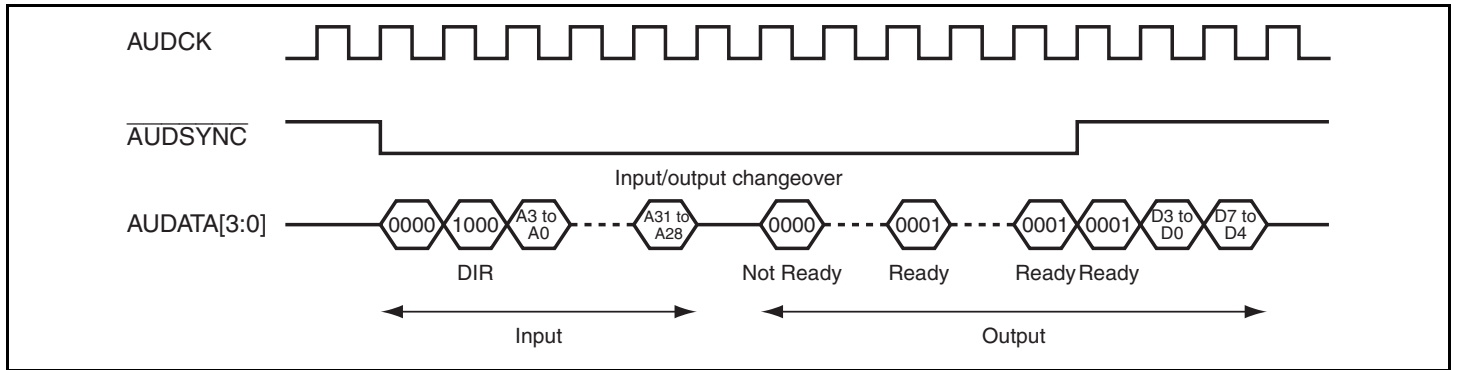 AUDCK
AUDSYNC
Input/output changeover
AUDATA[3:0]
0000
1000
A3 to
A0
A31 to
A28
0000
0001
0001
0001
D3 to
D0
D7 to
D4
DIR
Not Ready
Ready
Ready
Ready
Input
Output